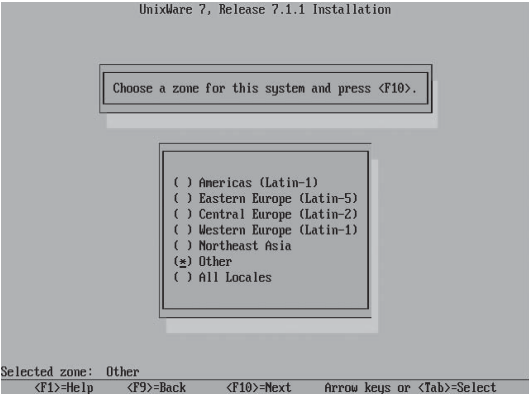 UnixWare 7, Release 7.1.1 Installation
Choose a zone for this system and press <F10>.
( ) Americas (Latin-1)
( ) Eastern Europe (Latin-5)
( ) Central Europe (Latin-2)
( ) Western Europe (Latin-1)
( ) Northeast Asia
(*) Other
( ) All Locales
Selected zone: Other
<F1>=Help <F9>=Back <F10>=Next Arrow keys or <Tab>=Select